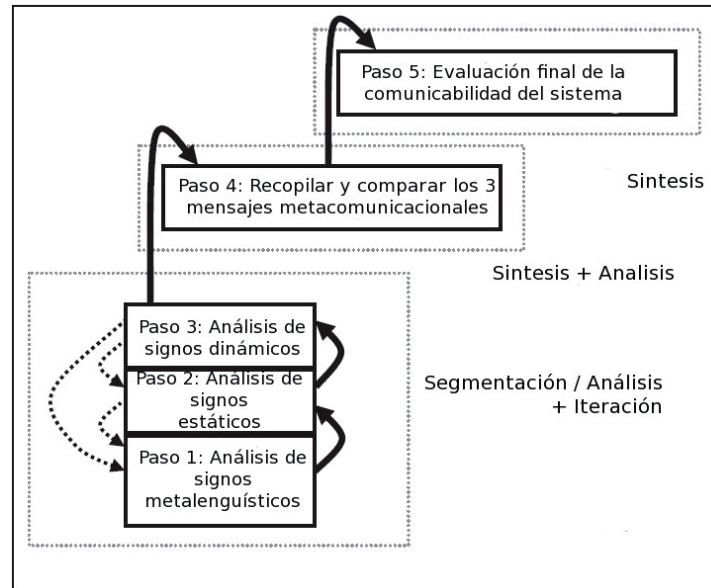 Paso 5: Evaluación final de la
comunicabilidad del sistema
Paso 4: Recopilar y comparar los 3
mensajes metacomunicacionales
Sintesis
Sintesis + Analisis
Paso 3: Análisis de
signos dinámicos
Paso 2: Análisis de
signos
estáticos
Paso 1: Análisis de
signos
metalenguísticos
Segmentación / Análisis
+ Iteración